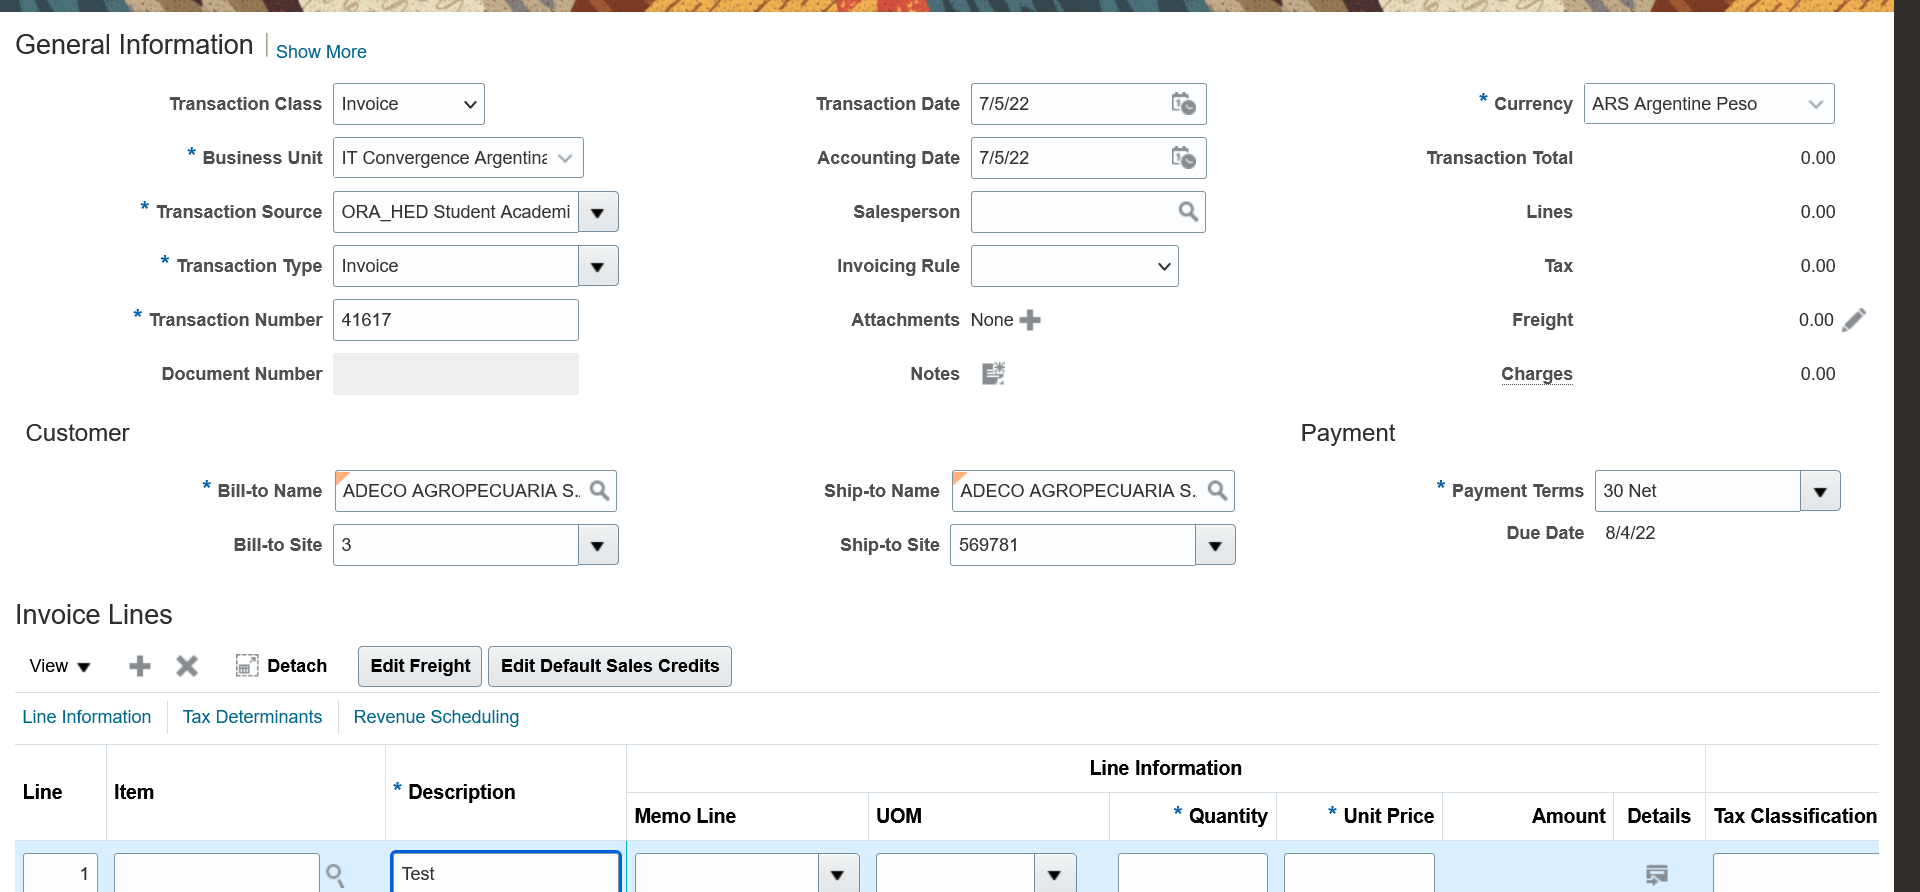 General Information
Show More
Transaction Class Invoice
Transaction Date 7/5/22
* Currency ARS Argentine Peso
* Business Unit IT Convergence Argentina
Accounting Date 7/5/22
Transaction Total 0.00
* Transaction Source ORA_HED Student Academi
Salesperson
Lines 0.00
* Transaction Type Invoice
Invoicing Rule
Tax 0.00
* Transaction Number 41617
Attachments None
Freight 0.00
Document Number
Notes
Charges 0.00
Customer
Payment
* Bill-to Name ADECO AGROPECUARIA S.
Ship-to Name ADECO AGROPECUARIA S.
* Payment Terms 30 Net
Bill-to Site 3
Ship-to Site 569781
Due Date 8/4/22
Invoice Lines
View Detach Edit Freight Edit Default Sales Credits
Line Information Tax Determinants Revenue Scheduling
Line Information
Line Item * Description
Memo Line UOM * Quantity * Unit Price Amount Details Tax Classification
1 Test